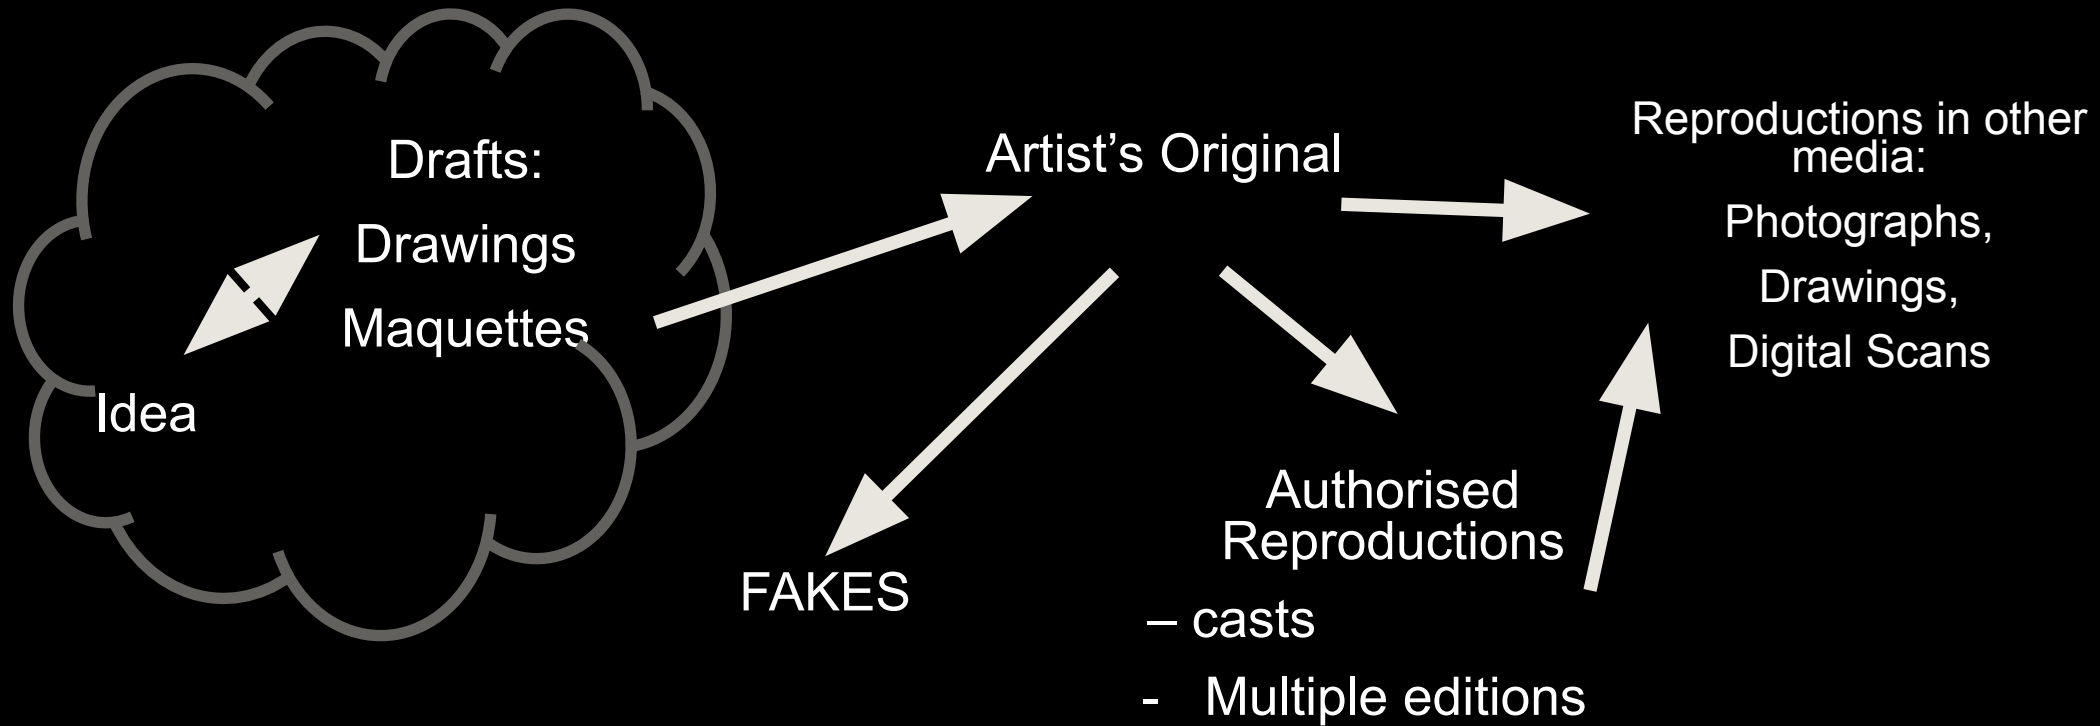 Drafts:
Drawings
Maquettes
Idea
Artist’s Original
FAKES
Authorised
Reproductions
– casts
- Multiple editions
Reproductions in other
media:
Photographs,
Drawings,
Digital Scans